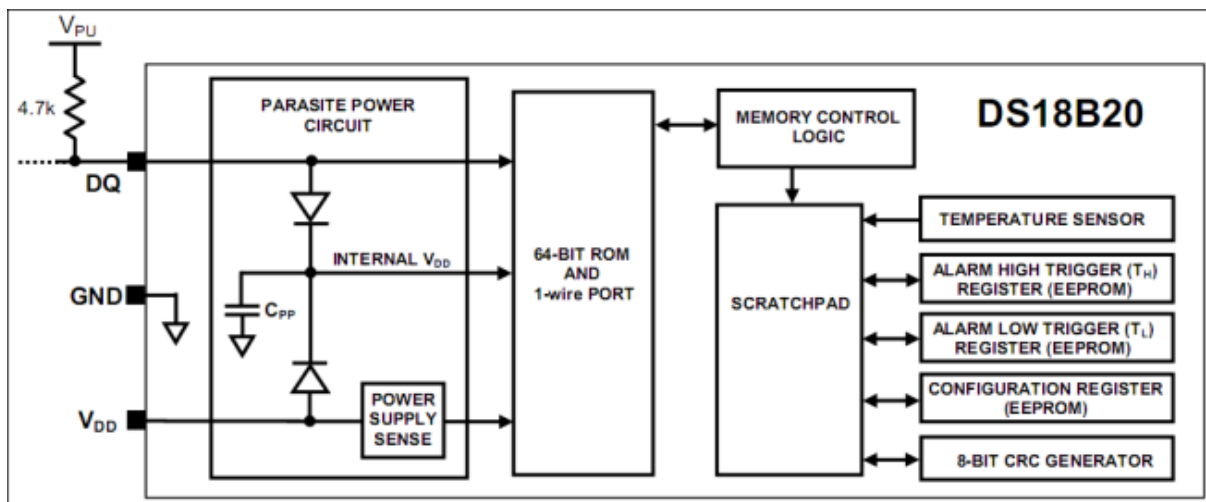 VPU
4.7k
DQ
GND
VDD
PARASITE POWER
CIRCUIT
INTERNAL VDD
CPP
POWER
SUPPLY
SENSE
64-BIT ROM
AND
1-wire PORT
MEMORY CONTROL
LOGIC
DS18B20
SCRATCHPAD
TEMPERATURE SENSOR
ALARM HIGH TRIGGER (TH)
REGISTER (EEPROM)
ALARM LOW TRIGGER (TL)
REGISTER (EEPROM)
CONFIGURATION REGISTER
(EEPROM)
8-BIT CRC GENERATOR